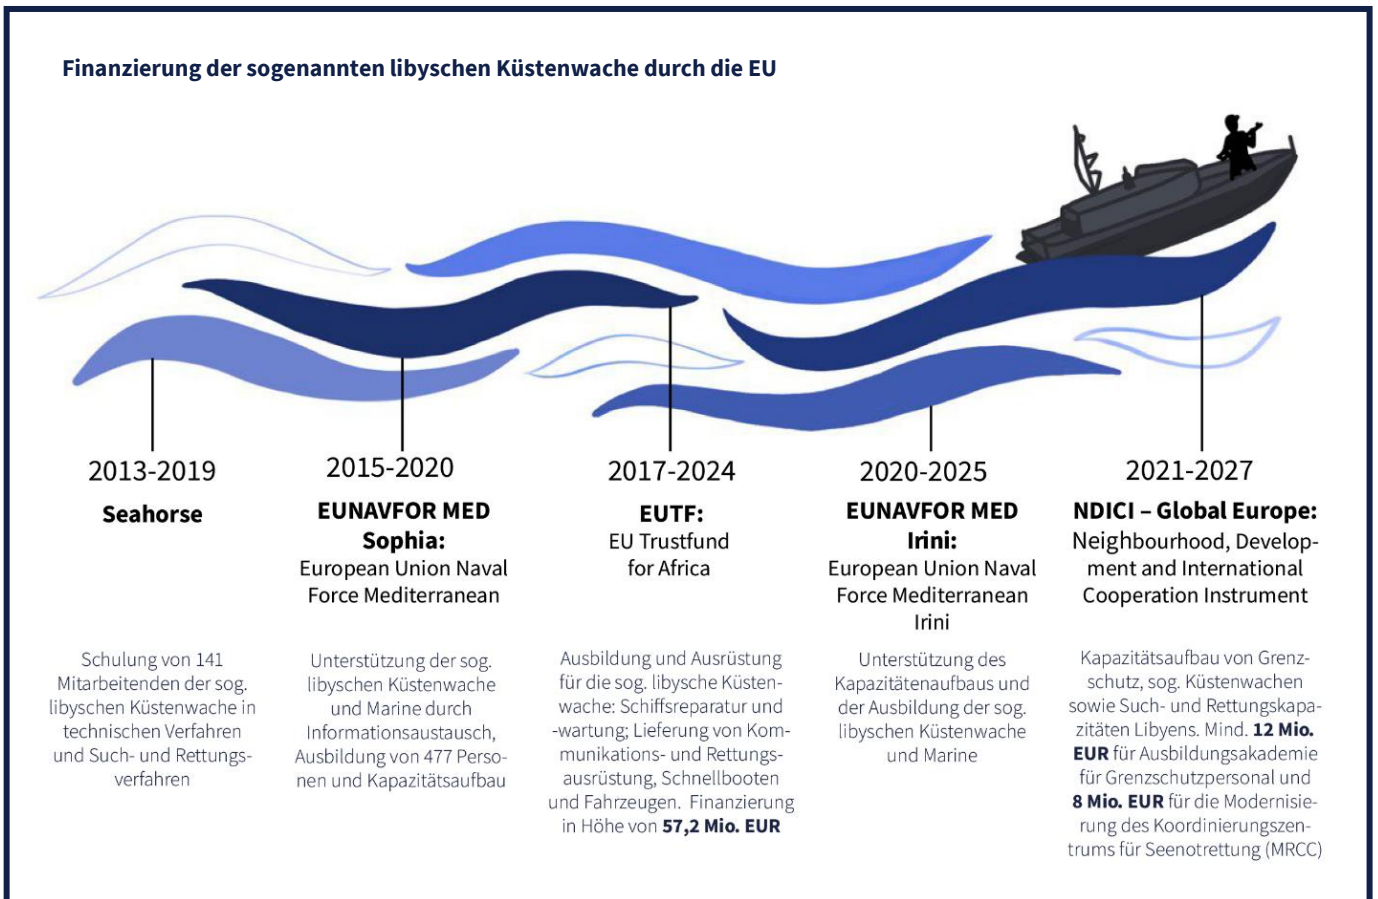 Finanzierung der sogenannten libyschen Küstenwache durch die EU
2013-2019
Seahorse
Schulung von 141
Mitarbeitenden der sog.
libyschen Küstenwache in
technischen Verfahren
und Such- und Rettungs-
verfahren
2015-2020
EUNAVFOR MED
Sophia:
European Union Naval
Force Mediterranean
Unterstützung der sog.
libyschen Küstenwache
und Marine durch
Informationsaustausch,
Ausbildung von 477 Perso-
nen und Kapazitätsaufbau
2017-2024
EUTF:
EU Trustfund
for Africa
Ausbildung und Ausrüstung
für die sog. libysche Küsten-
wache: Schiffsreparatur und
-wartung; Lieferung von Kom-
munikations- und Rettungs-
ausrüstung, Schnellbooten
und Fahrzeugen. Finanzierung
in Höhe von 57,2 Mio. EUR
2020-2025
EUNAVFOR MED
Irini:
European Union Naval
Force Mediterranean
Irini
Unterstützung des
Kapazitätenaufbaus und
der Ausbildung der sog.
libyschen Küstenwache
und Marine
2021-2027
NDICI – Global Europe:
Neighbourhood, Develop-
ment and International
Cooperation Instrument
Kapazitätsaufbau von Grenz-
schutz, sog. Küstenwachen
sowie Such- und Rettungskapa-
zitäten Libyens. Mind. 12 Mio.
EUR für Ausbildungsakademie
für Grenzschutzpersonal und
8 Mio. EUR für die Modernisie-
rung des Koordinierungszen-
trums für Seenotrettung (MRCC)